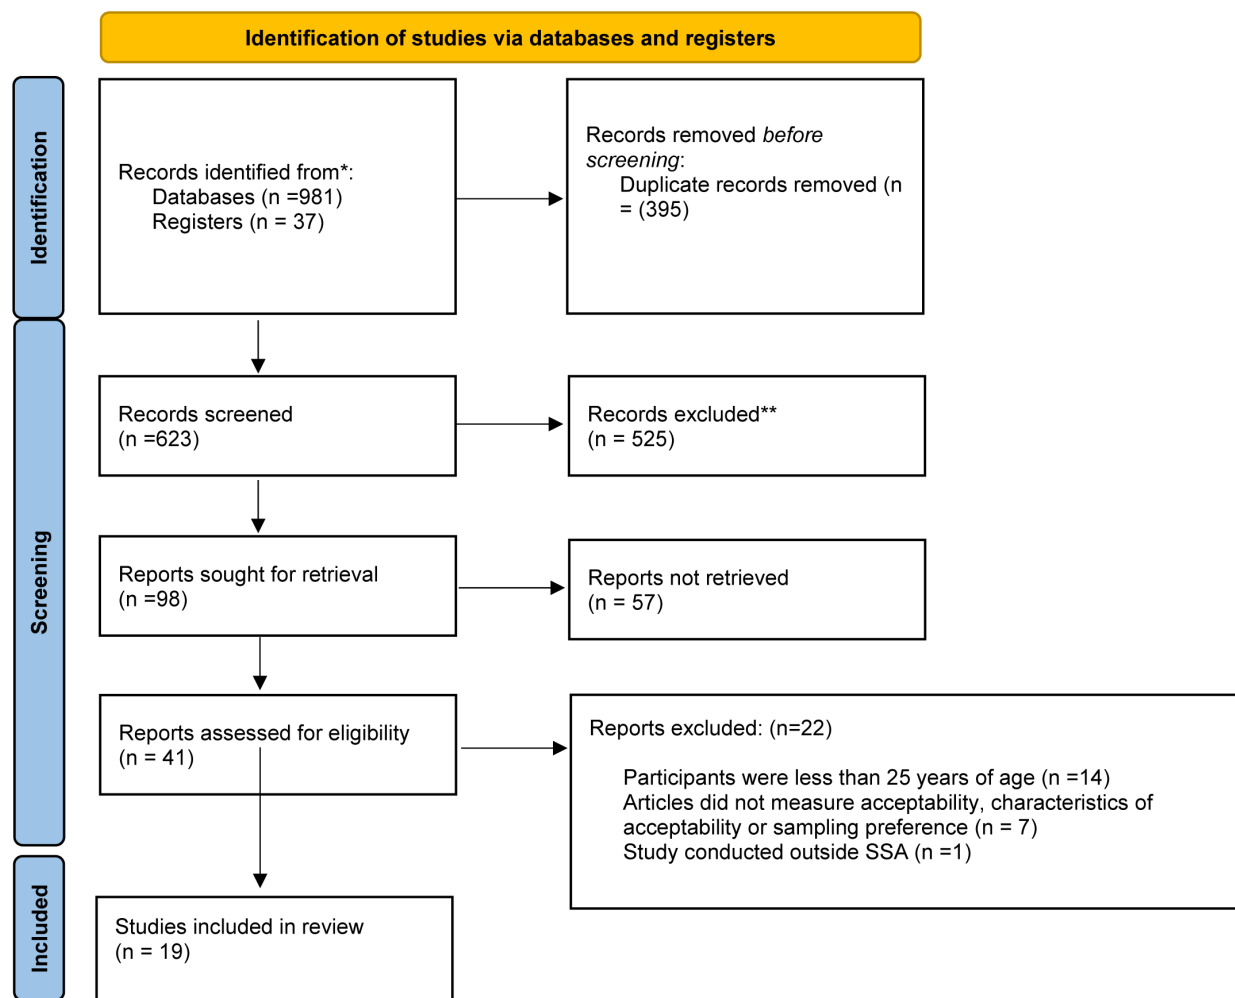 Identification of studies via databases and registers
Identification
Records identified from*:
Databases (n =981)
Registers (n = 37)
Records removed before
screening:
Duplicate records removed (n
= (395)
Screening
Records screened
(n =623)
Records excluded**
(n = 525)
Reports sought for retrieval
(n =98)
Reports not retrieved
(n = 57)
Reports assessed for eligibility
(n = 41)
Reports excluded: (n=22)
Participants were less than 25 years of age (n =14)
Articles did not measure acceptability, characteristics of
acceptability or sampling preference (n = 7)
Study conducted outside SSA (n =1)
Included
Studies included in review
(n = 19)